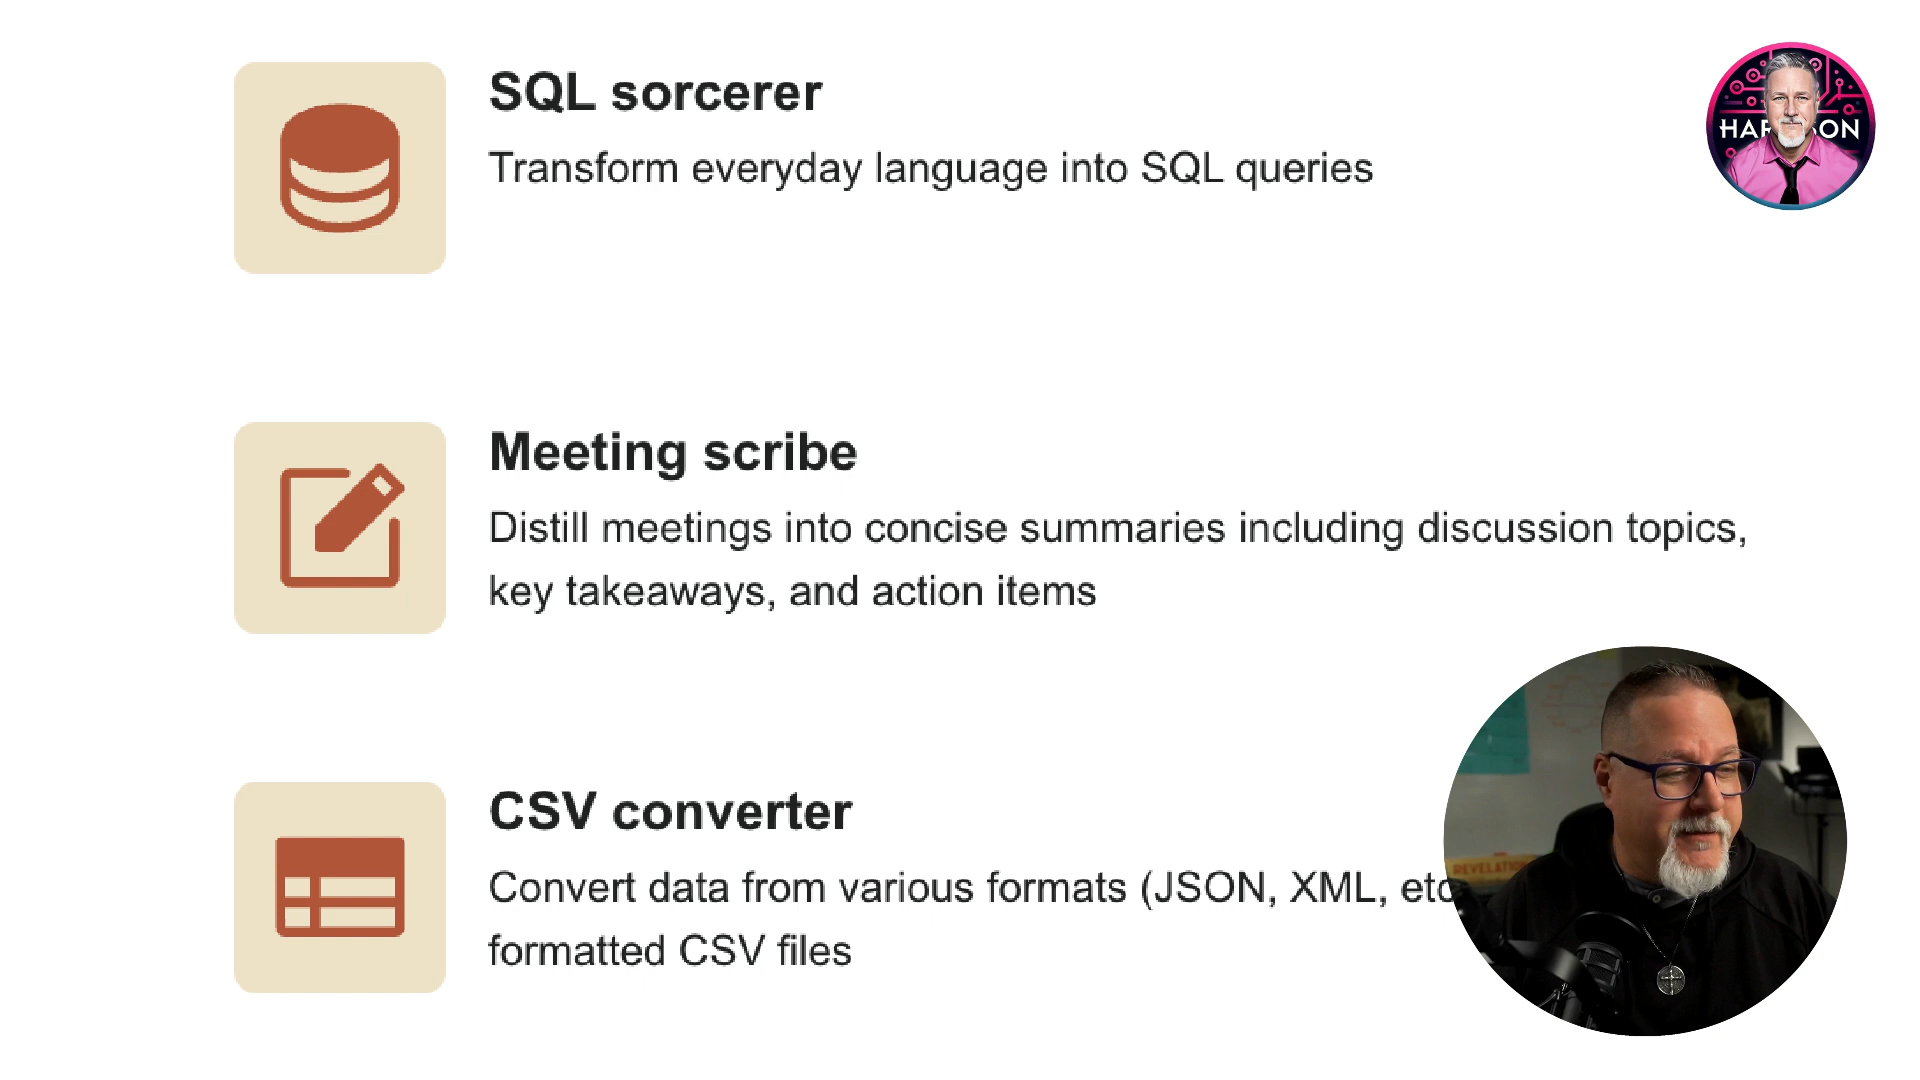 SQL sorcerer
Transform everyday language into SQL queries
Meeting scribe
Distill meetings into concise summaries including discussion topics,
key takeaways, and action items
CSV converter
Convert data from various formats (JSON, XML, etc
formatted CSV files